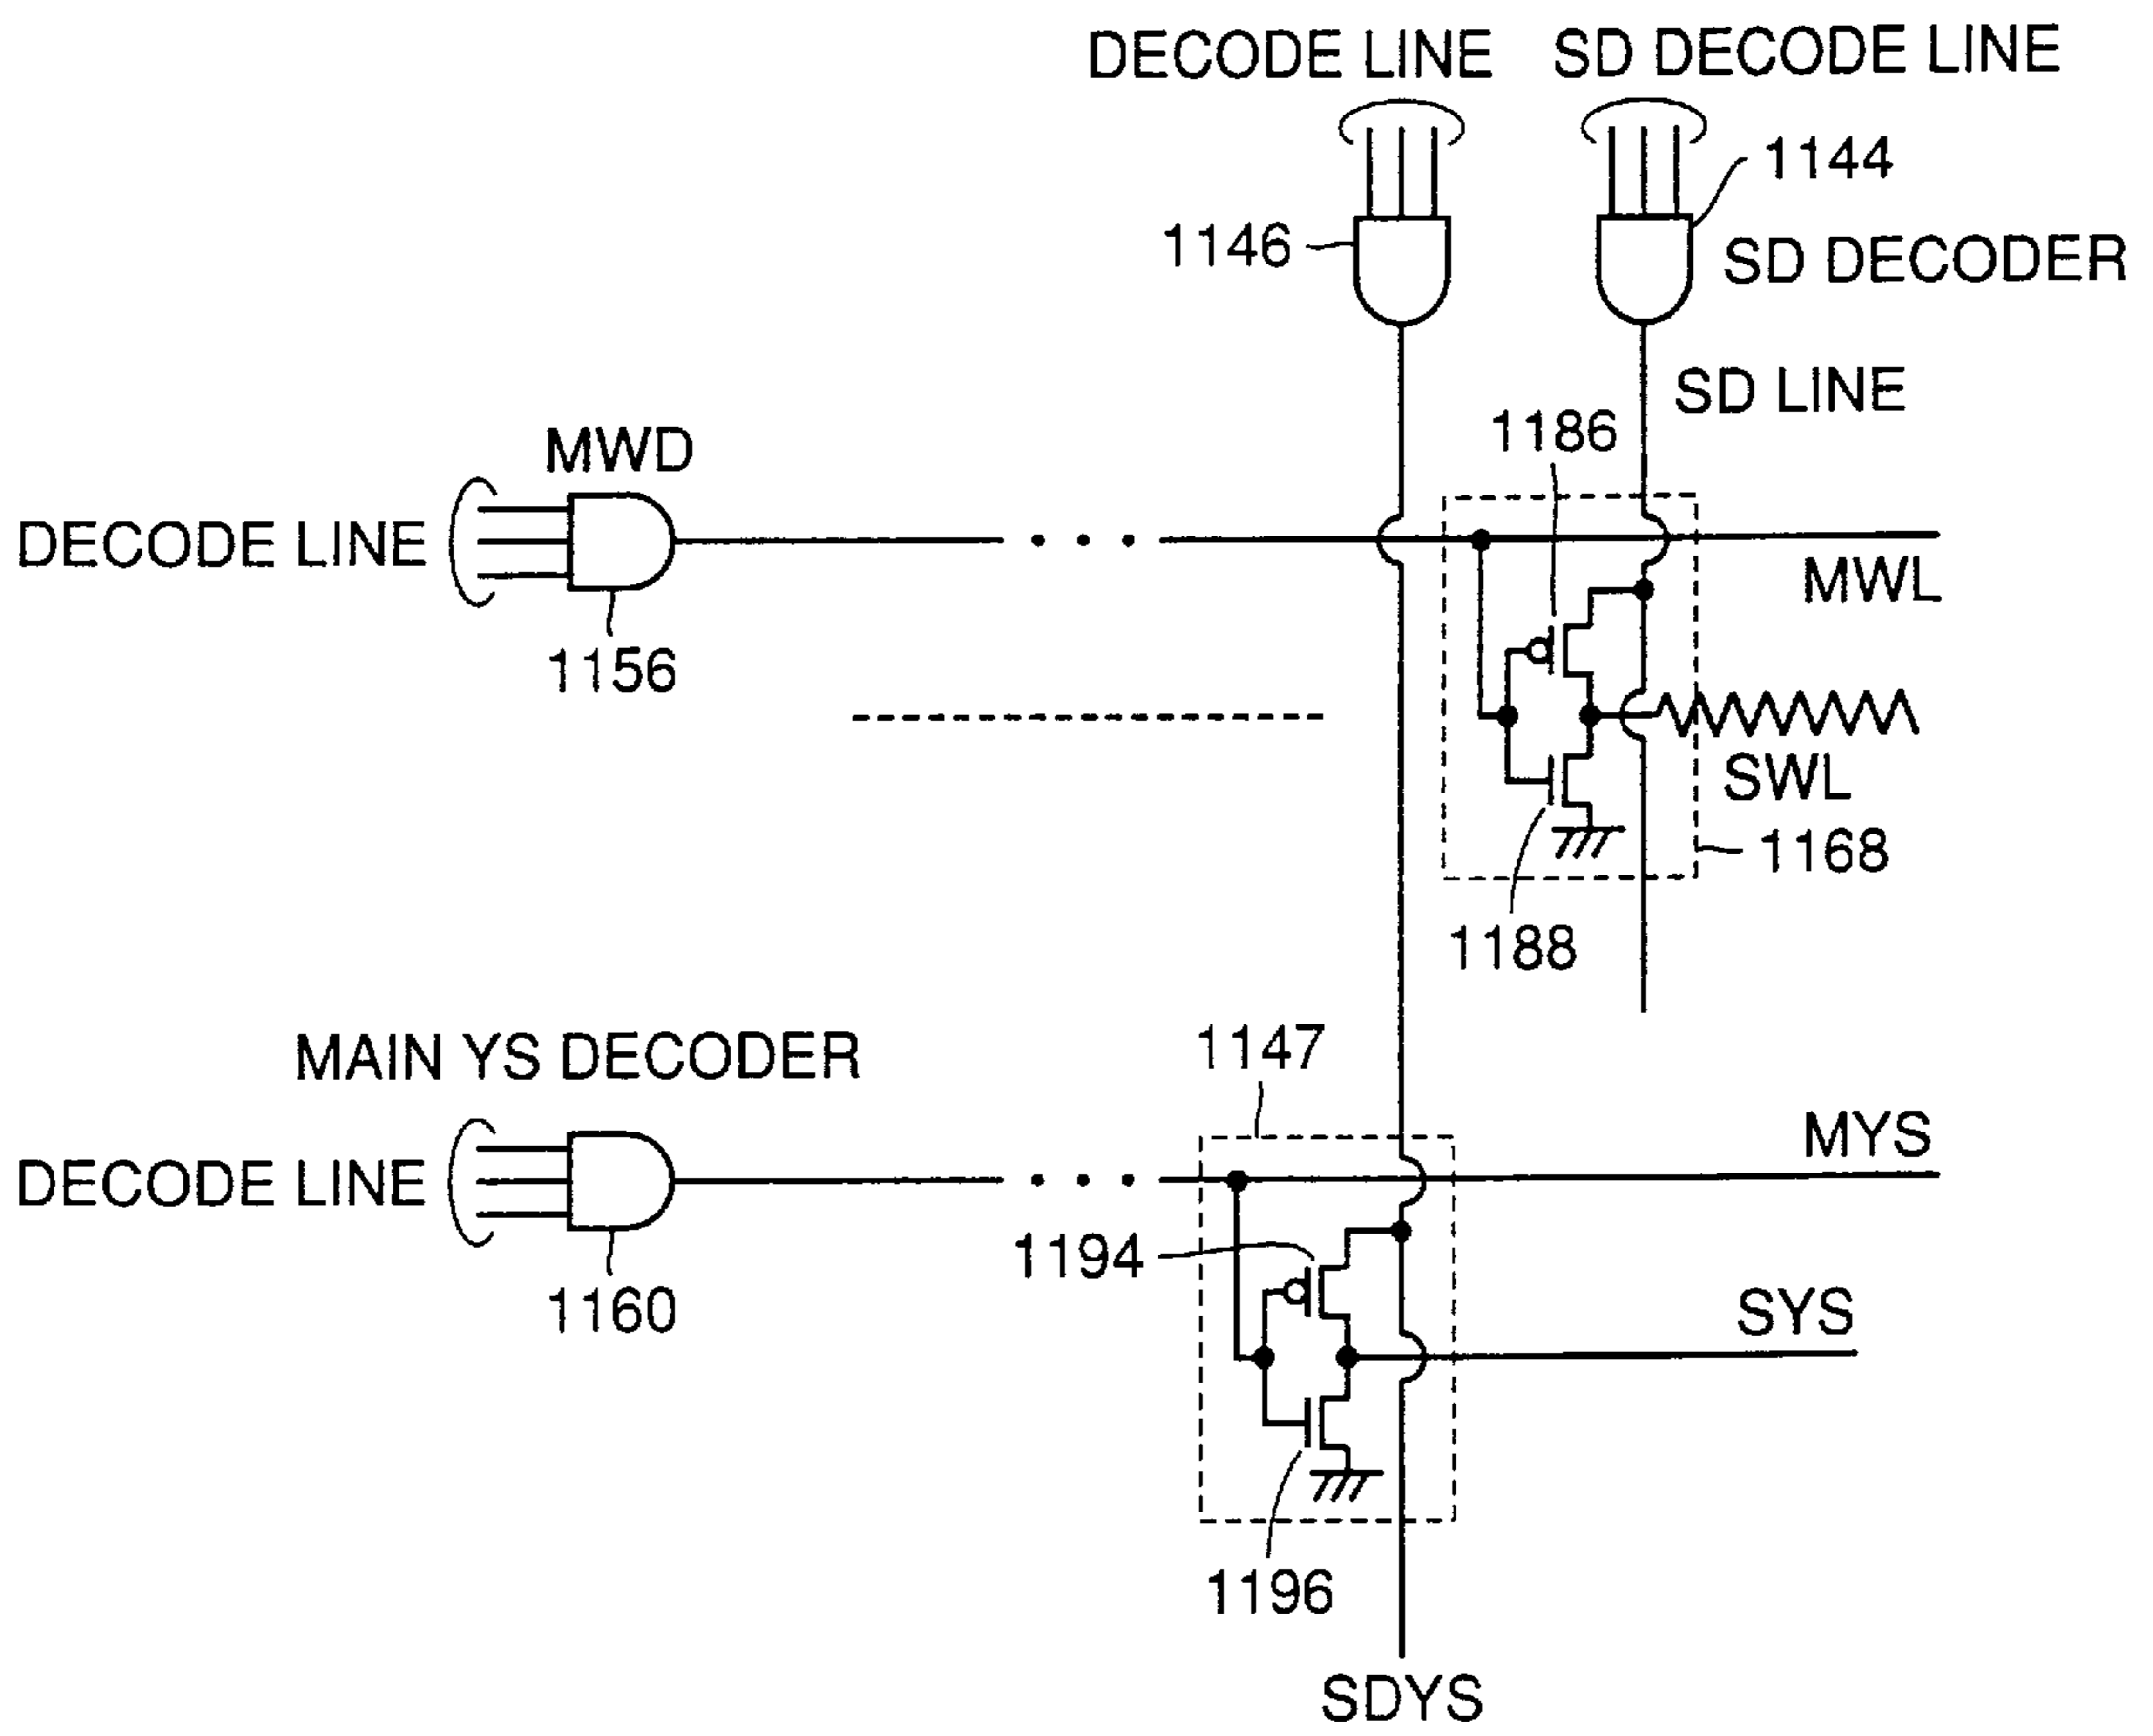 DECODE LINE
SD DECODE LINE
1144
1146
SD DECODER
SD LINE
1186
MWD
DECODE LINE
MWL
1156
SWL
1168
1188
1147
MAIN YS DECODER
MYS
DECODE LINE
1194
SYS
1160
1196
SDYS